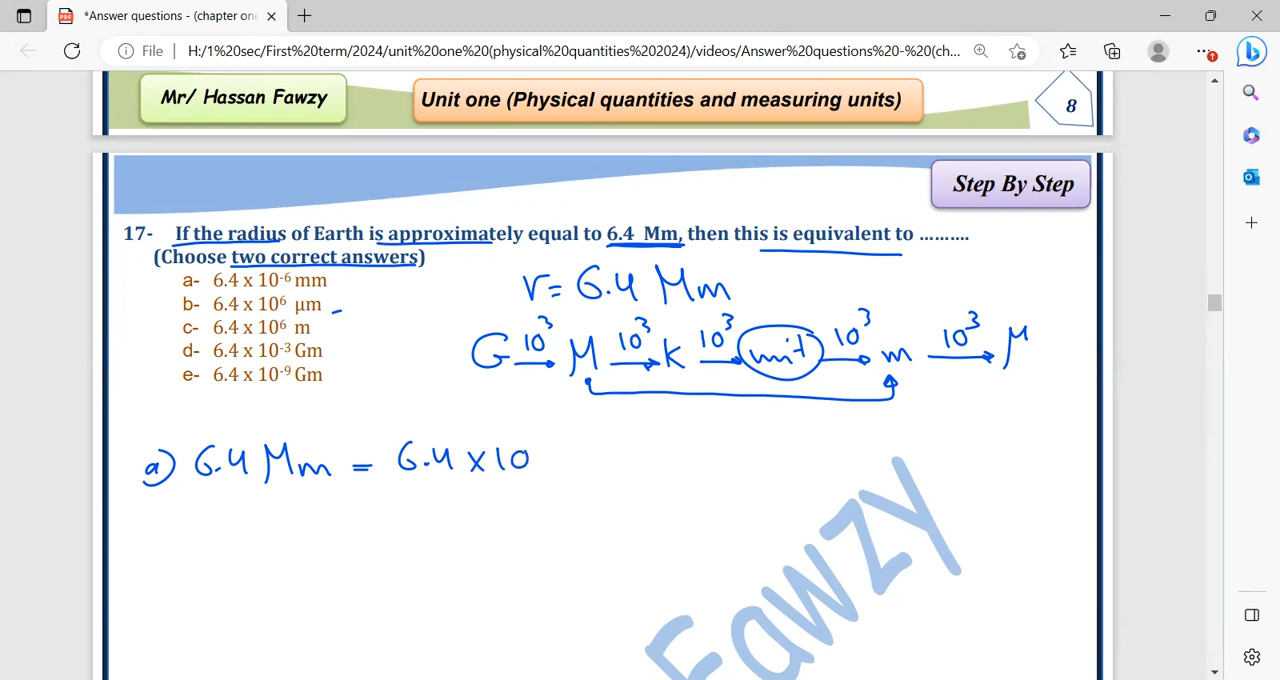 *Answer questions - (chapter one
File H:/1%20sec/First%20term/2024/unit%20one%20(physical%20quantities%202024)/videos/Answer%20questions%20-%20(ch...
Mr/ Hassan Fawzy
Unit one (Physical quantities and measuring units)
8
Step By Step
17- If the radius of Earth is approximately equal to 6.4 Mm, then this is equivalent to ..........
(Choose two correct answers)
a- 6.4 x 10⁻⁶ mm
b- 6.4 x 10⁶ µm
c- 6.4 x 10⁶ m
d- 6.4 x 10⁻³ Gm
e- 6.4 x 10⁻⁹ Gm
r = 6.4 Mm
G 10³ M 10³ k 10³ unit 10³ m 10³ µ
a) 6.4 Mm = 6.4 x 10
Fawzy